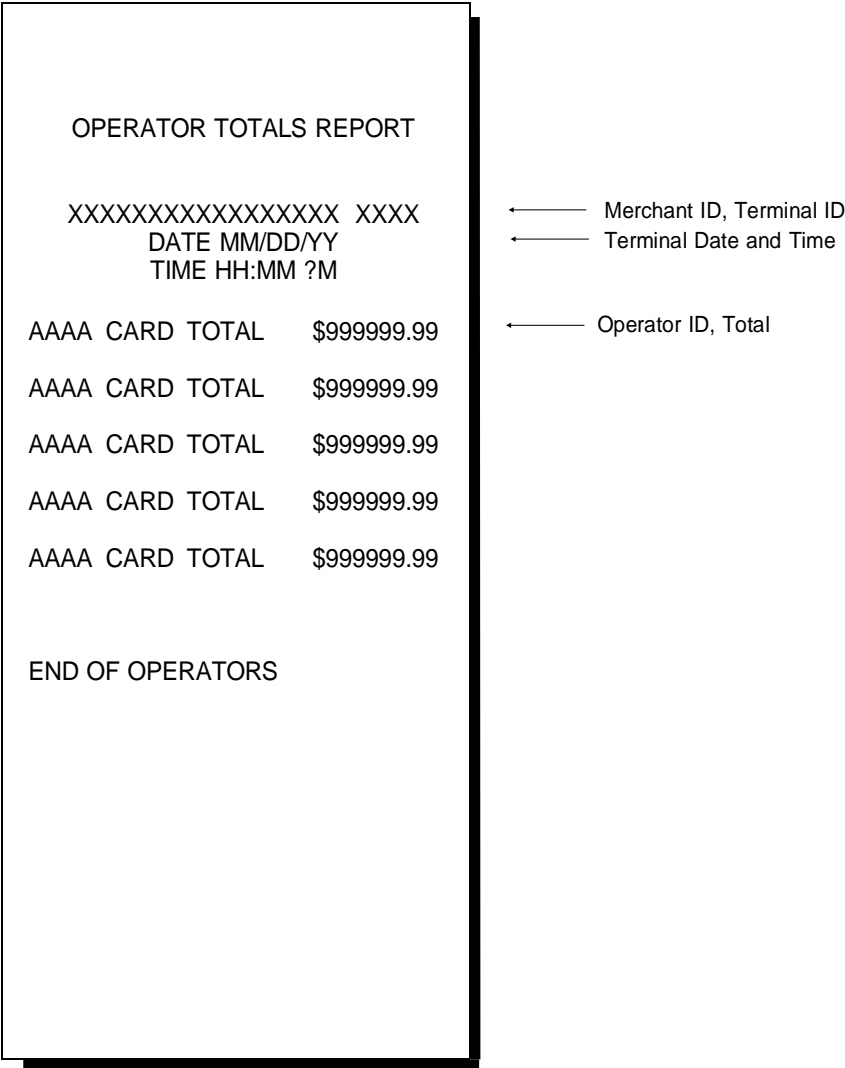 OPERATOR TOTALS REPORT
XXXXXXXXXXXXXXXXX XXXX
Merchant ID, Terminal ID
DATE MM/DD/YY
Terminal Date and Time
TIME HH:MM ?M
AAAA CARD TOTAL $999999.99
Operator ID, Total
AAAA CARD TOTAL $999999.99
AAAA CARD TOTAL $999999.99
AAAA CARD TOTAL $999999.99
AAAA CARD TOTAL $999999.99
END OF OPERATORS